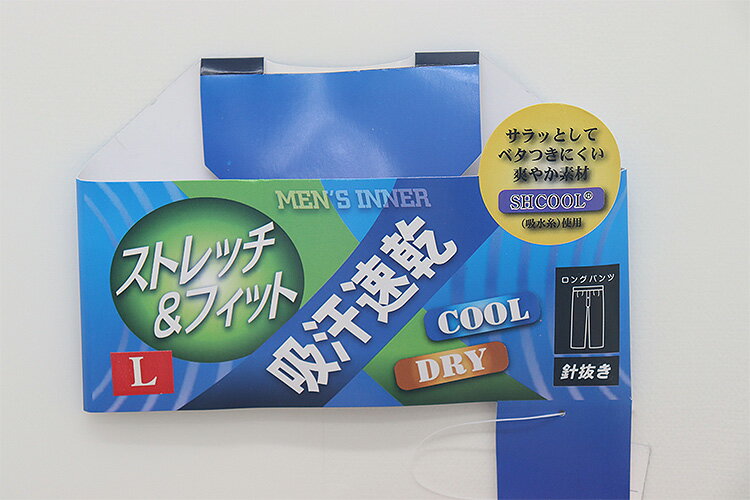 サラッとして
ベタつきにくい
爽やか素材
SHCOOL®
(吸水糸)使用
MEN'S INNER
ストレッチ
&フィット
吸汗速乾
COOL
DRY
L
ロングパンツ
針抜き